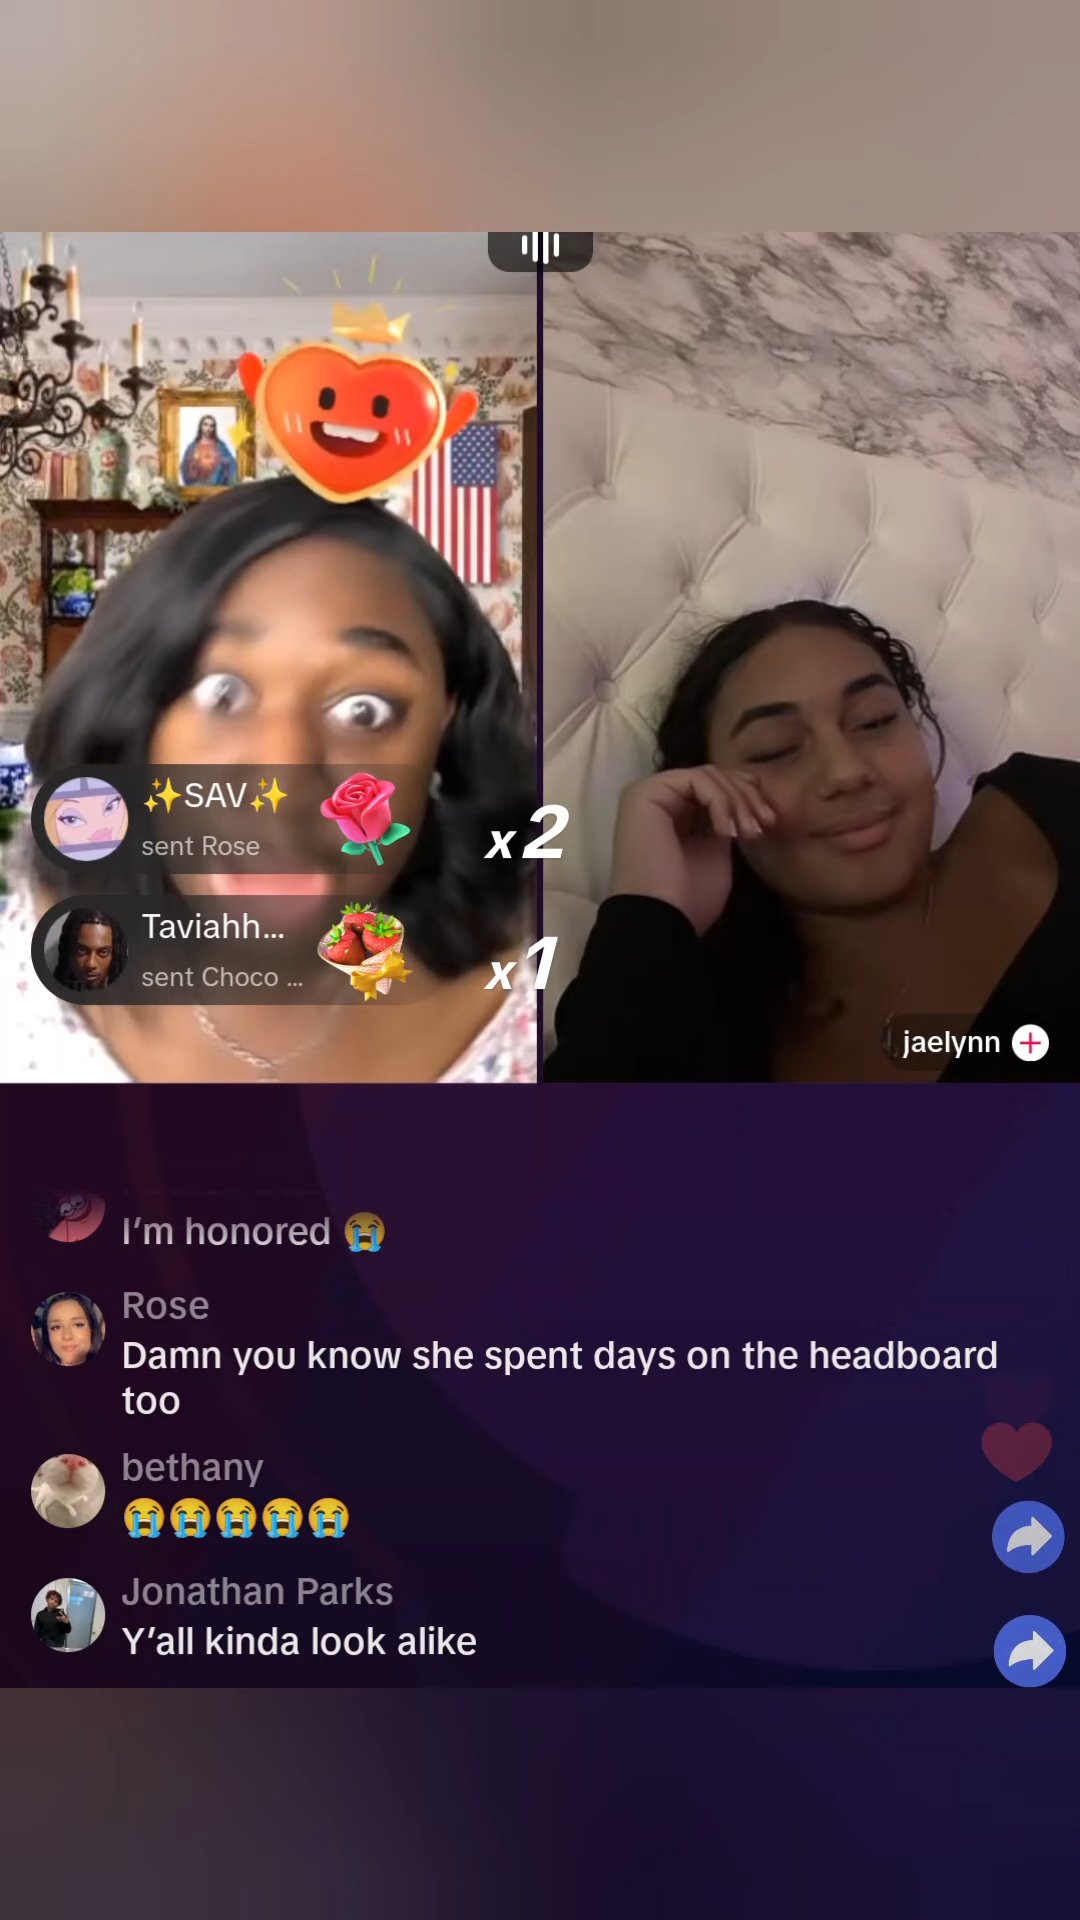 ✨SAV✨
sent Rose
x2
Taviahh...
sent Choco ...
x1
jaelynn
I'm honored 😭
Rose
Damn you know she spent days on the headboard
too
bethany
😭😭😭😭😭
Jonathan Parks
Y'all kinda look alike